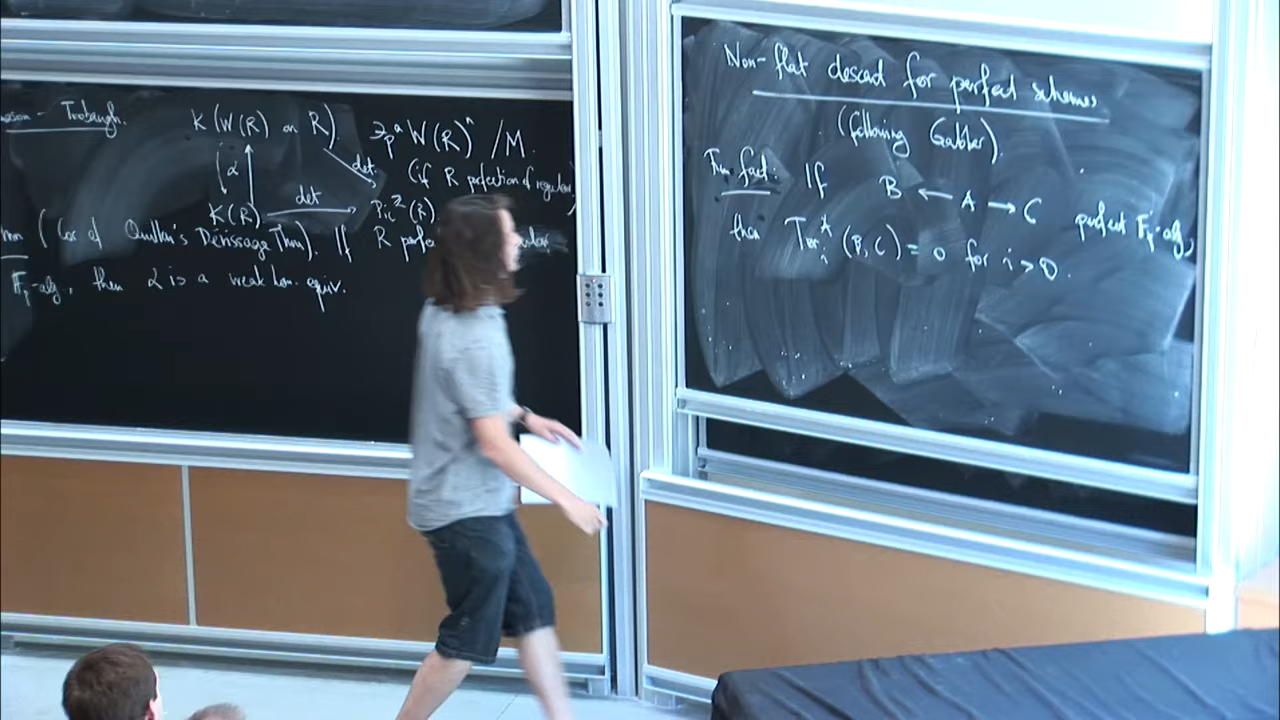 Trobaugh.
K(W(R) on R). ∋ pᵃW(R)ⁿ/M.
α det. (if R perfection of regular
K(R) det Pic^Z(R)
(Cor of Quillen's Dévissage Thm). If R
F_p-alg, then α is a weak hom. equiv.
Non-flat descent for perfect schemes
(following Gabber).
Fun fact: If B ← A → C perfect F_p-alg,
then Tor_i^A (B, C) = 0 for i > 0.